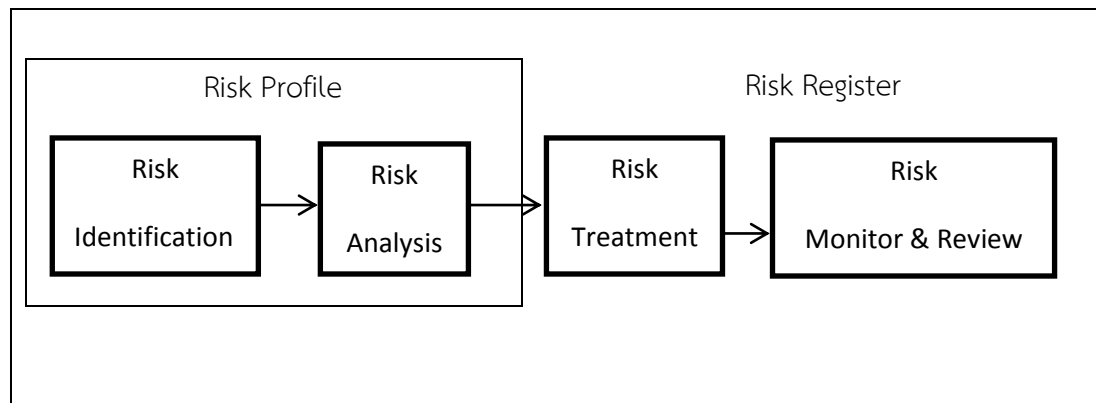 Risk Profile
Risk Register
Risk
Identification
Risk
Analysis
Risk
Treatment
Risk
Monitor & Review